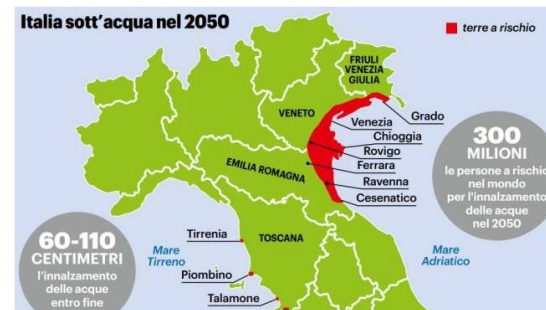 Italia sott'acqua nel 2050
terre a rischio
FRIULI
VENEZIA
GIULIA
VENETO
Grado
Venezia
Chioggia
Rovigo
Ferrara
EMILIA ROMAGNA
Ravenna
Cesenatico
300
MILIONI
le persone a rischio
nel mondo
per l'innalzamento
delle acque
nel 2050
60-110
CENTIMETRI
l'innalzamento
delle acque
entro fine
Mare
Tirreno
Tirrenia
TOSCANA
Piombino
Talamone
Mare
Adriatico